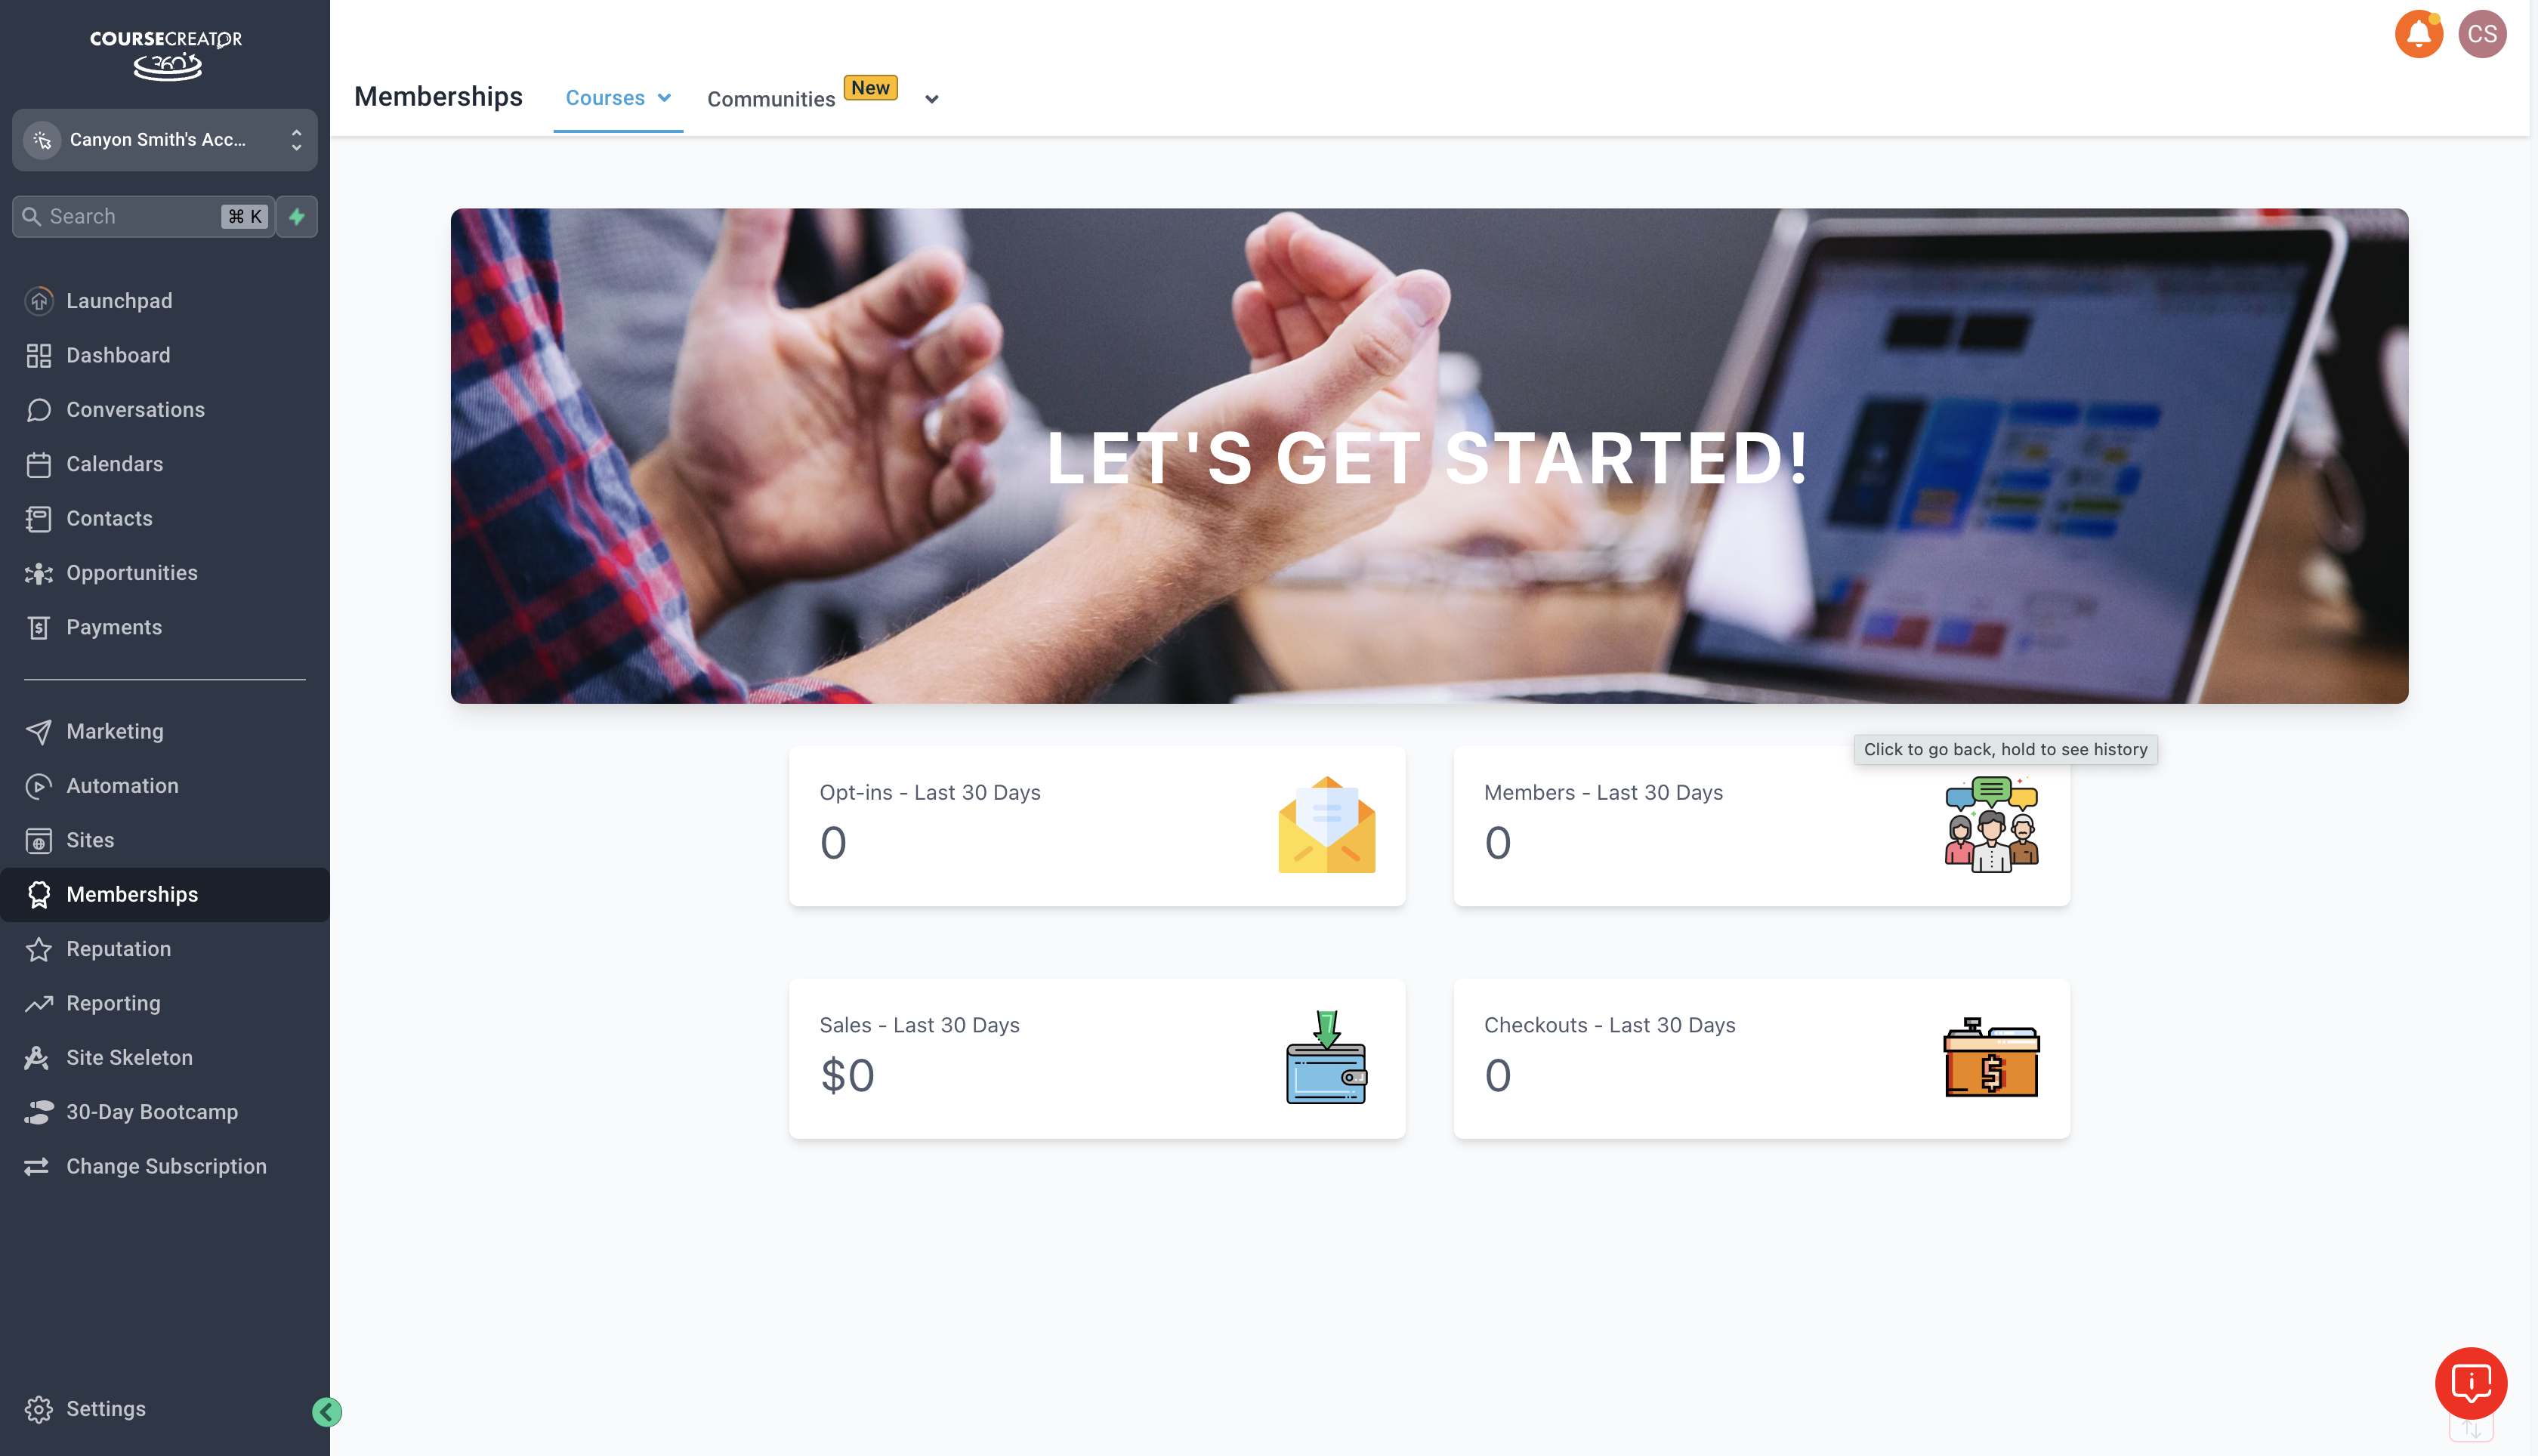 COURSECREATOR
360
Canyon Smith's Acc...
Search
⌘ K
Launchpad
Dashboard
Conversations
Calendars
Contacts
Opportunities
Payments
Marketing
Automation
Sites
Memberships
Reputation
Reporting
Site Skeleton
30-Day Bootcamp
Change Subscription
Settings
CS
Memberships
Courses
Communities
New
LET'S GET STARTED!
Click to go back, hold to see history
Opt-ins - Last 30 Days
0
Members - Last 30 Days
0
Sales - Last 30 Days
$0
Checkouts - Last 30 Days
0